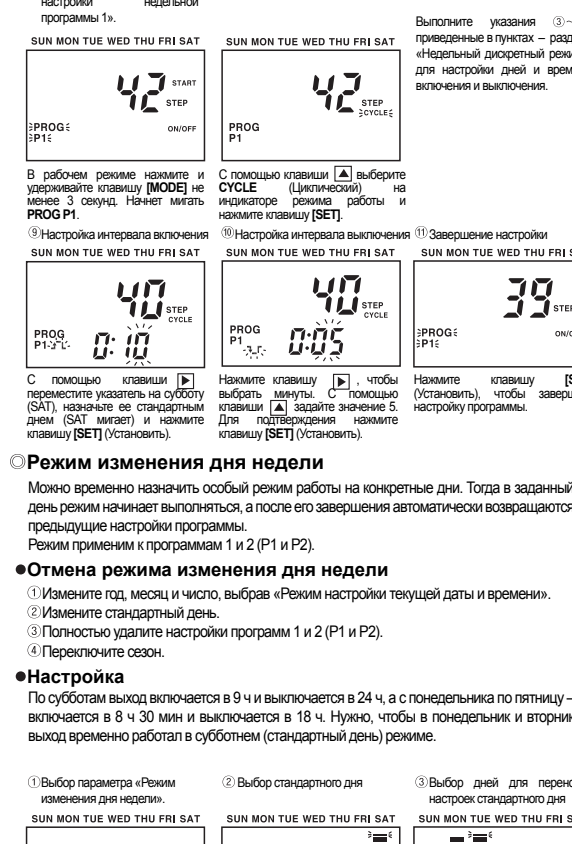 настройки недельной
программы 1».
SUN MON TUE WED THU FRI SAT
42 START
STEP
PROG
P1
ON/OFF
В рабочем режиме нажмите и
удерживайте клавишу [MODE] не
менее 3 секунд. Начнет мигать
PROG P1.
SUN MON TUE WED THU FRI SAT
42 STEP
CYCLE
PROG
P1
С помощью клавиши ▲ выберите
CYCLE (Циклический) на
индикаторе режима работы и
нажмите клавишу [SET].
Выполните указания ③~
приведенные в пунктах –
«Недельный дискретный
для настройки дней и
включения и выключения.
⑨Настройка интервала включения
SUN MON TUE WED THU FRI SAT
40 STEP
CYCLE
PROG
P1
0:10
С помощью клавиши ▶
переместите указатель на субботу
(SAT), назначьте ее стандартным
днем (SAT мигает) и нажмите
клавишу [SET] (Установить).
⑩Настройка интервала выключения
SUN MON TUE WED THU FRI SAT
40 STEP
CYCLE
PROG
P1
0:05
Нажмите клавишу ▶ , чтобы
выбрать минуты. С помощью
клавиши ▲ задайте значение 5.
Для подтверждения нажмите
клавишу [SET] (Установить).
⑪Завершение настройки
SUN MON TUE WED THU FRI
39
PROG
P1
Нажмите клавишу
(Установить), чтобы
настройку программы.
◎Режим изменения дня недели
Можно временно назначить особый режим работы на конкретные дни. Тогда в заданный
день режим начинает выполняться, а после его завершения автоматически возвращаются
предыдущие настройки программы.
Режим применим к программам 1 и 2 (P1 и P2).
●Отмена режима изменения дня недели
①Измените год, месяц и число, выбрав «Режим настройки текущей даты и времени».
②Измените стандартный день.
③Полностью удалите настройки программ 1 и 2 (P1 и P2).
④Переключите сезон.
●Настройка
По субботам выход включается в 9 ч и выключается в 24 ч, а с понедельника по пятницу –
включается в 8 ч 30 мин и выключается в 18 ч. Нужно, чтобы в понедельник и вторник
выход временно работал в субботнем (стандартный день) режиме.
①Выбор параметра «Режим
изменения дня недели».
SUN MON TUE WED THU FRI SAT
② Выбор стандартного дня
SUN MON TUE WED THU FRI SAT
③Выбор дней для
настроек стандартного дня
SUN MON TUE WED THU FRI